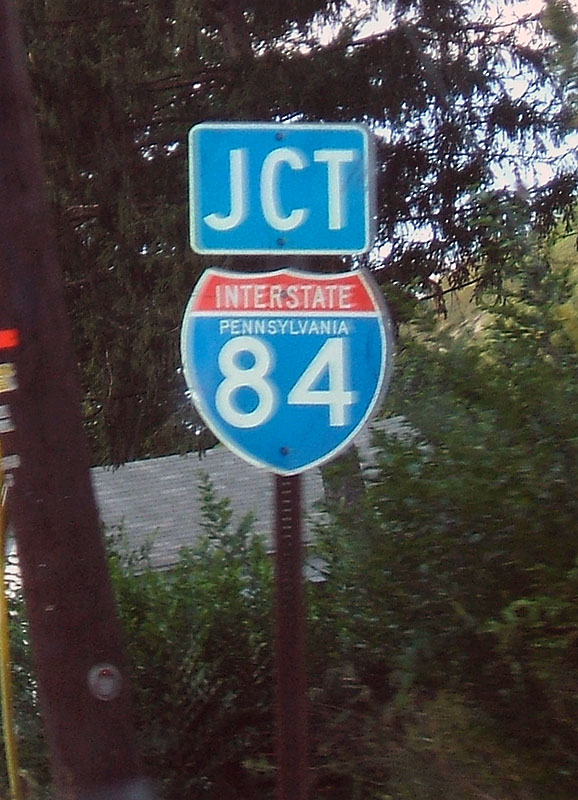 JCT
INTERSTATE
PENNSYLVANIA
84